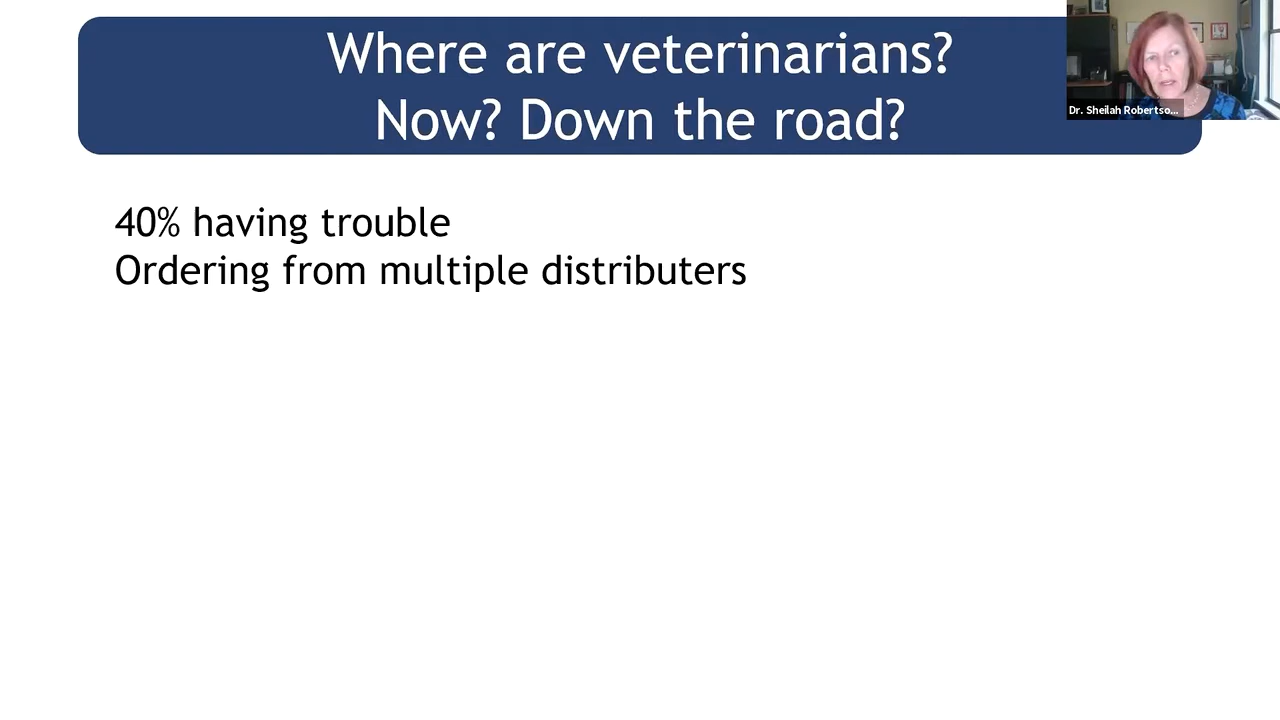 Where are veterinarians?
Now? Down the road?
Dr. Sheilah Robertso...
40% having trouble
Ordering from multiple distributers